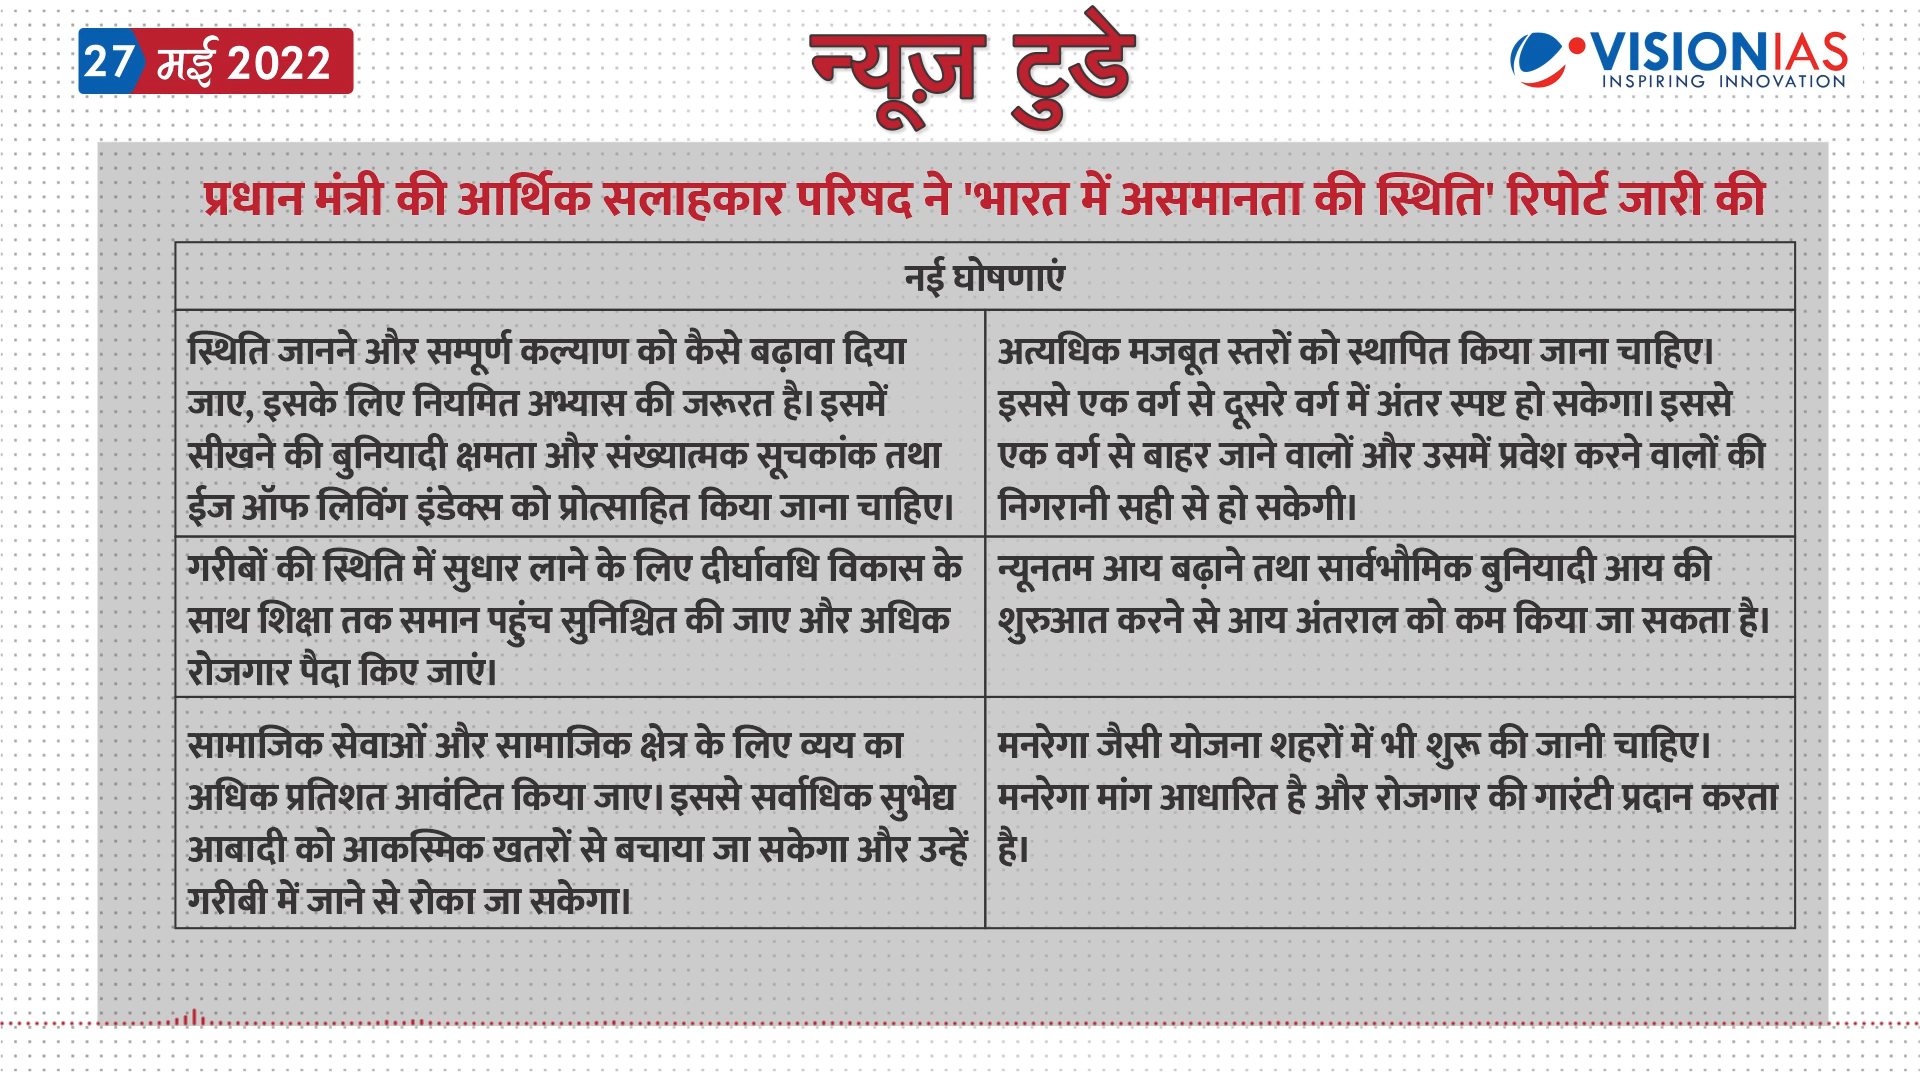 27 मई 2022
न्यूज़ टुडे
VISIONIAS
INSPIRING INNOVATION
प्रधान मंत्री की आर्थिक सलाहकार परिषद ने 'भारत में असमानता की स्थिति' रिपोर्ट जारी की
नई घोषणाएं
स्थिति जानने और सम्पूर्ण कल्याण को कैसे बढ़ावा दिया
जाए, इसके लिए नियमित अभ्यास की जरूरत है। इसमें
सीखने की बुनियादी क्षमता और संख्यात्मक सूचकांक तथा
ईज ऑफ लिविंग इंडेक्स को प्रोत्साहित किया जाना चाहिए।
अत्यधिक मजबूत स्तरों को स्थापित किया जाना चाहिए।
इससे एक वर्ग से दूसरे वर्ग में अंतर स्पष्ट हो सकेगा। इससे
एक वर्ग से बाहर जाने वालों और उसमें प्रवेश करने वालों की
निगरानी सही से हो सकेगी।
गरीबों की स्थिति में सुधार लाने के लिए दीर्घावधि विकास के
साथ शिक्षा तक समान पहुंच सुनिश्चित की जाए और अधिक
रोजगार पैदा किए जाएं।
न्यूनतम आय बढ़ाने तथा सार्वभौमिक बुनियादी आय की
शुरुआत करने से आय अंतराल को कम किया जा सकता है।
सामाजिक सेवाओं और सामाजिक क्षेत्र के लिए व्यय का
अधिक प्रतिशत आवंटित किया जाए। इससे सर्वाधिक सुभेद्य
आबादी को आकस्मिक खतरों से बचाया जा सकेगा और उन्हें
गरीबी में जाने से रोका जा सकेगा।
मनरेगा जैसी योजना शहरों में भी शुरू की जानी चाहिए।
मनरेगा मांग आधारित है और रोजगार की गारंटी प्रदान करता
है।